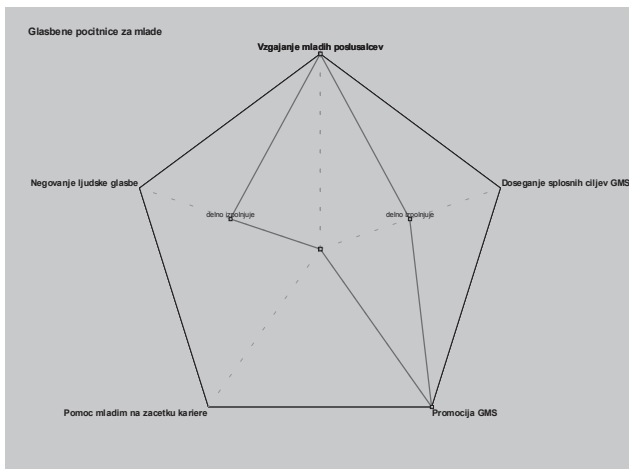 Glasbene pocitnice za mlade
Vzgajanje mladih poslusalcev
Negovanje ljudske glasbe
Doseganje splosnih ciljev GMS
delno izpolnjuje
delno izpolnjuje
Pomoc mladim na zacetku kariere
Promocija GMS